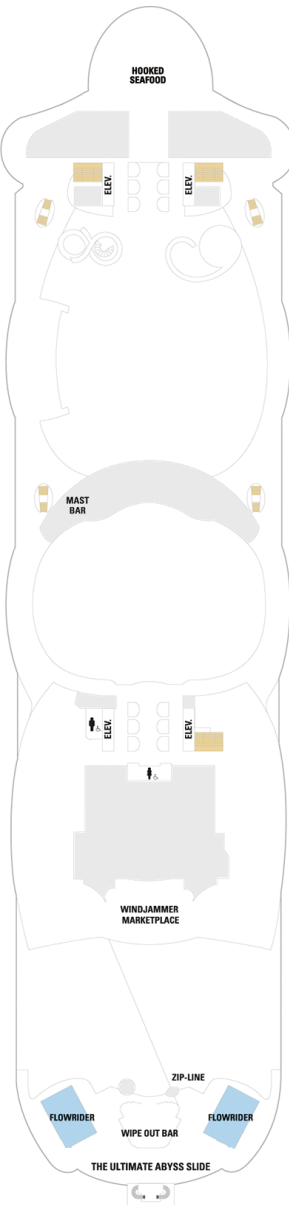 HOOKED
SEAFOOD
ELEV.
ELEV.
MAST
BAR
ELEV.
ELEV.
WINDJAMMER
MARKETPLACE
ZIP-LINE
FLOWRIDER
FLOWRIDER
WIPE OUT BAR
THE ULTIMATE ABYSS SLIDE